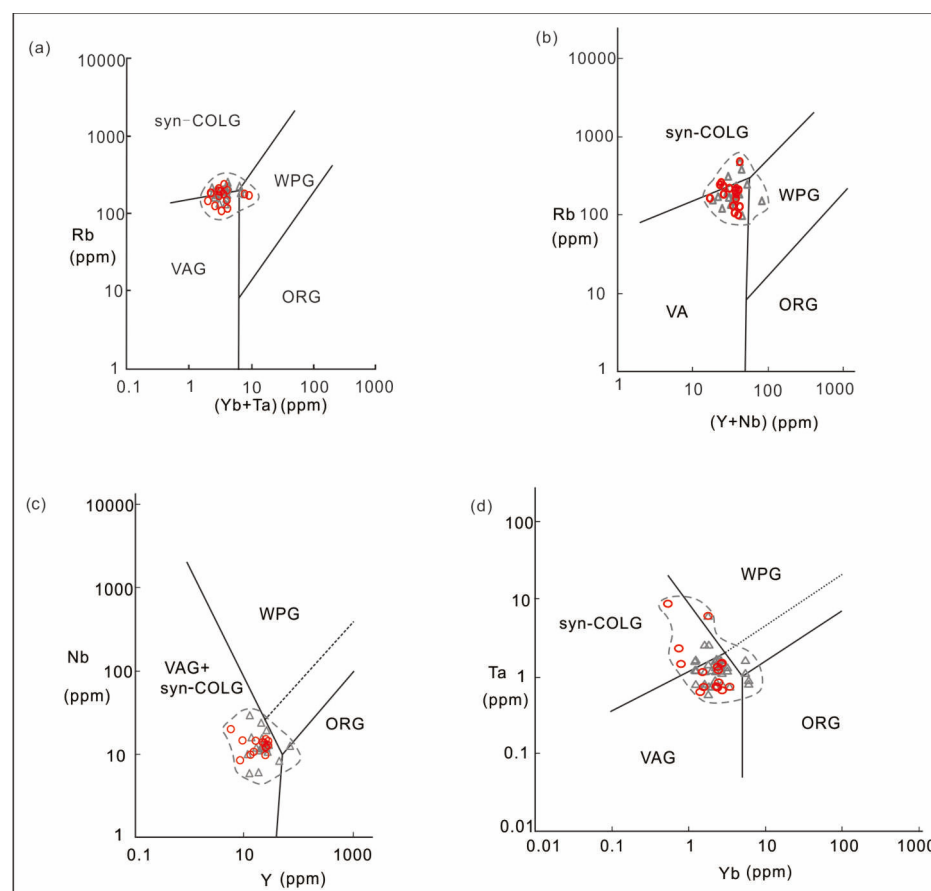 (a)
10000
syn-COLG
1000
WPG
100
Rb
(ppm)
VAG
10
ORG
1
0.1
1
10
100
1000
(Yb+Ta) (ppm)
(b)
10000
syn-COLG
1000
WPG
Rb
(ppm)
100
10
VA
ORG
1
1
10
100
1000
(Y+Nb) (ppm)
(c)
10000
1000
WPG
Nb
(ppm)
100
VAG+
syn-COLG
ORG
10
1
0.1
10
1000
Y (ppm)
(d)
100
WPG
10
syn-COLG
Ta
(ppm)
1
0.1
VAG
ORG
0.01
0.01
0.1
1
10
100
Yb (ppm)